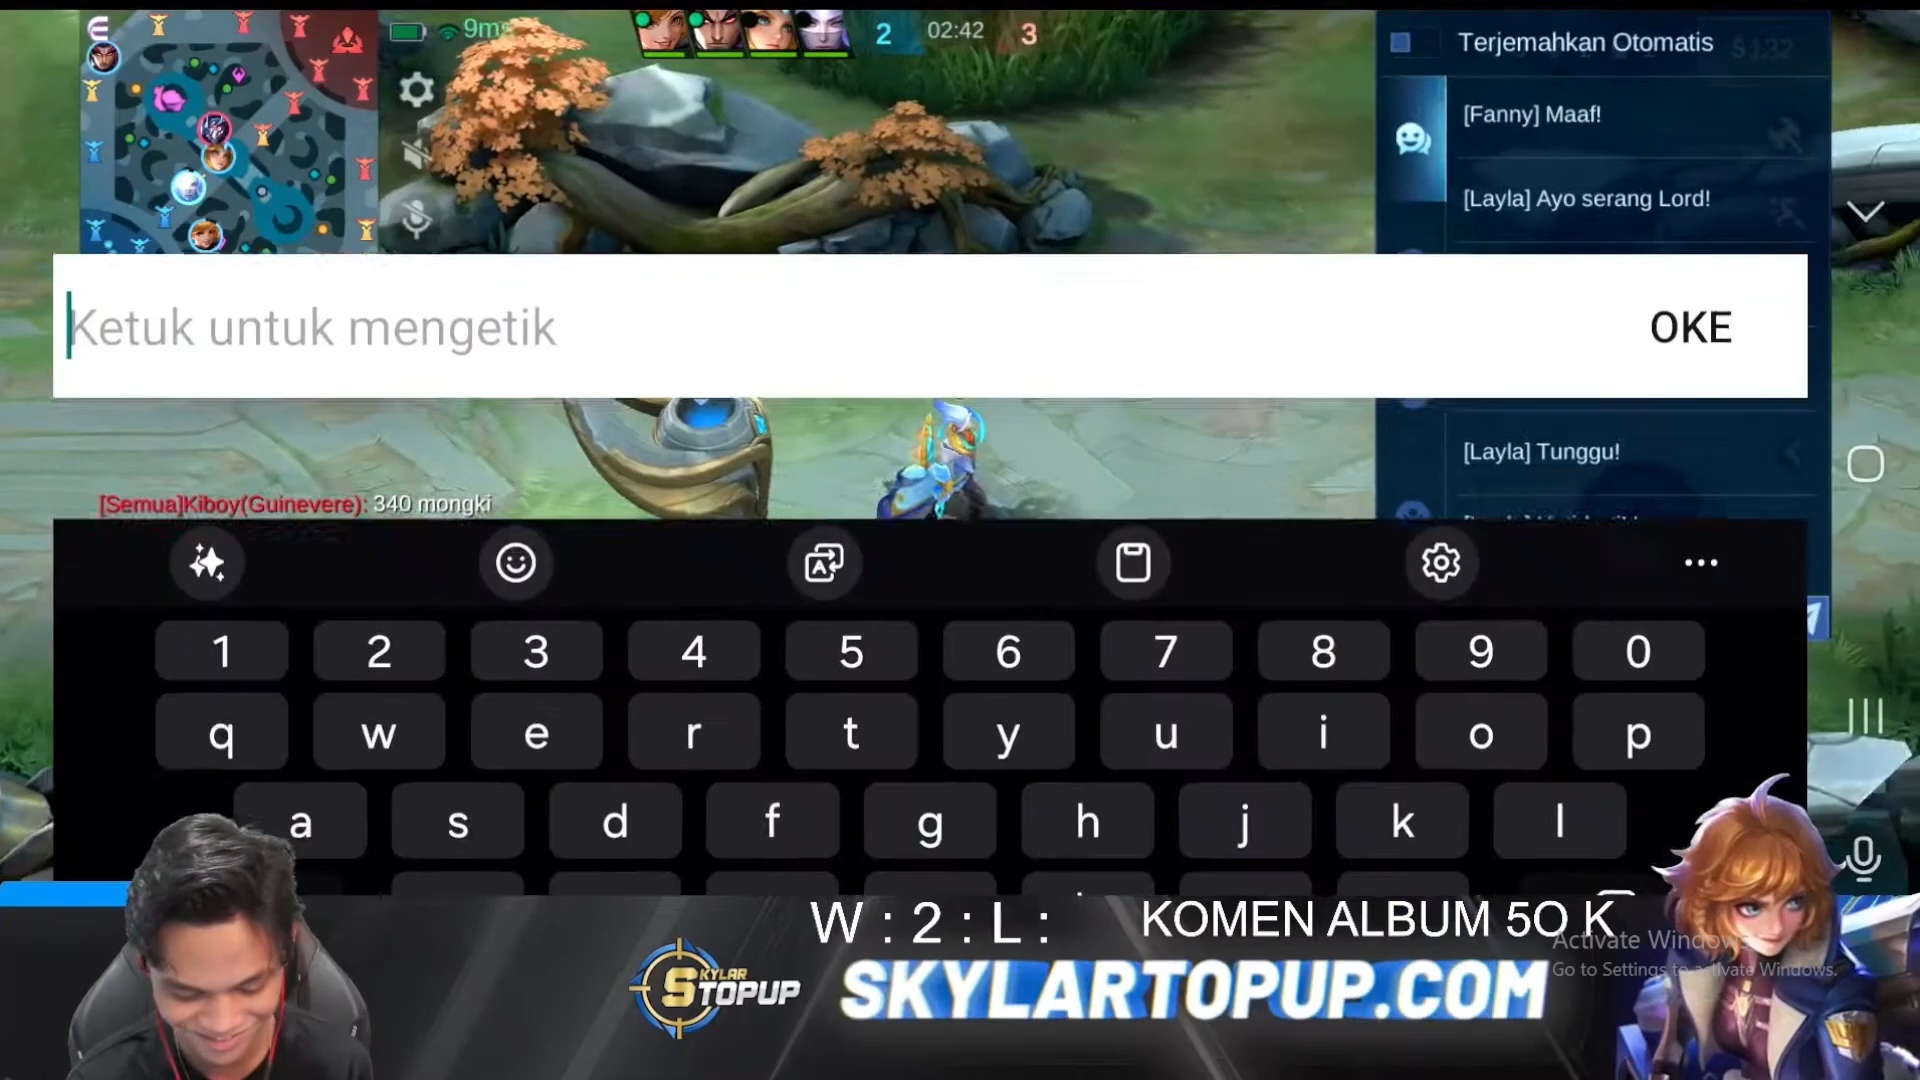 9ms
2 02:42 3
Terjemahkan Otomatis
[Fanny] Maaf!
[Layla] Ayo serang Lord!
Ketuk untuk mengetik
OKE
[Layla] Tunggu!
[Semua]Kiboy(Guinevere): 340 mongki
1 2 3 4 5 6 7 8 9 0
q w e r t y u i o p
a s d f g h j k l
W : 2 : L :
KOMEN ALBUM 5O K
Activate Windows
Go to Settings to activate Windows.
SKYLAR
STOPUP
SKYLARTOPUP.COM